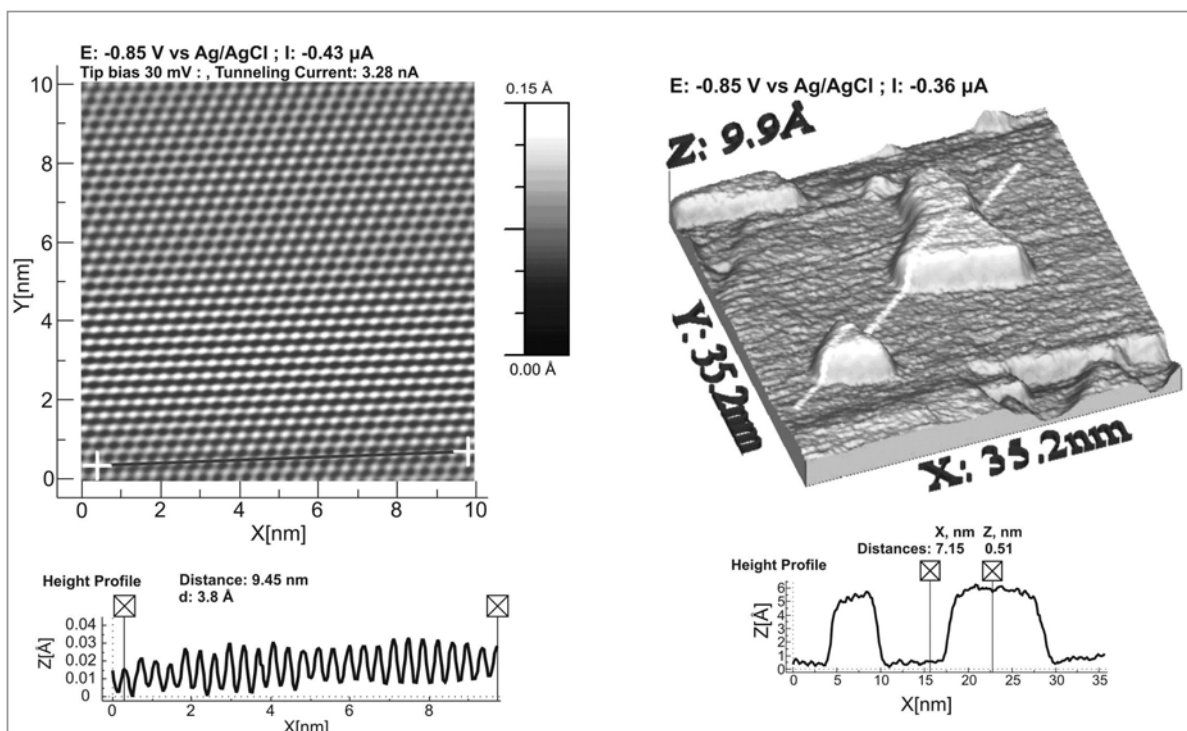 E: -0.85 V vs Ag/AgCl ; I: -0.43 µA
Tip bias 30 mV : , Tunneling Current: 3.28 nA
10
8
6
4
2
0
Y[nm]
0 2 4 6 8 10
X[nm]
0.15 Å
0.00 Å
Height Profile
Distance: 9.45 nm
d: 3.8 Å
0.04
0.03
0.02
0.01
0
Z[Å]
0 2 4 6 8
X[nm]
E: -0.85 V vs Ag/AgCl ; I: -0.36 µA
Z: 9.9Å
Y: 35.2nm
X: 35.2nm
X, nm Z, nm
Distances: 7.15 0.51
Height Profile
6
5
4
3
2
1
0
Z[Å]
0 5 10 15 20 25 30 35
X[nm]